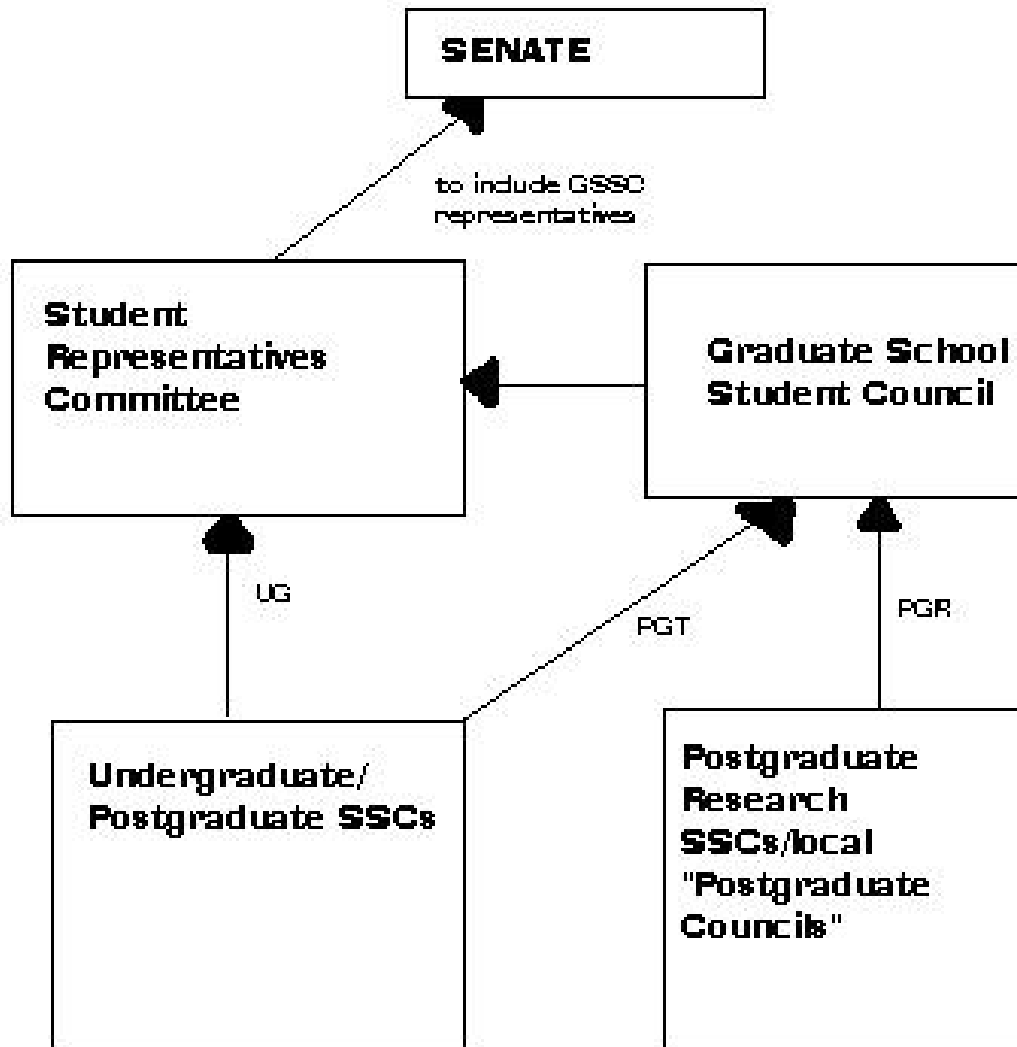 SENATE
to include GSSC
representatives
Student
Representatives
Committee
Graduate School
Student Council
UG
PGT
PGR
Undergraduate/
Postgraduate SSCs
Postgraduate
Research
SSCs/local
"Postgraduate
Councils"